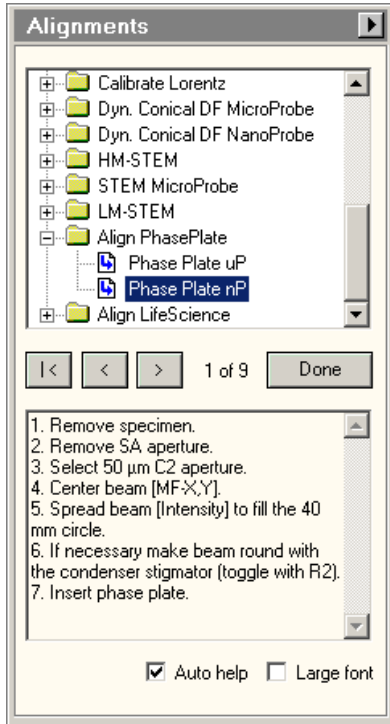 Alignments
Calibrate Lorentz
Dyn. Conical DF MicroProbe
Dyn. Conical DF NanoProbe
HM-STEM
STEM MicroProbe
LM-STEM
Align PhasePlate
Phase Plate uP
Phase Plate nP
Align LifeScience
|< < > 1 of 9 Done
1. Remove specimen.
2. Remove SA aperture.
3. Select 50 µm C2 aperture.
4. Center beam [MF-X,Y].
5. Spread beam [Intensity] to fill the 40
mm circle.
6. If necessary make beam round with
the condenser stigmator (toggle with R2).
7. Insert phase plate.
Auto help Large font